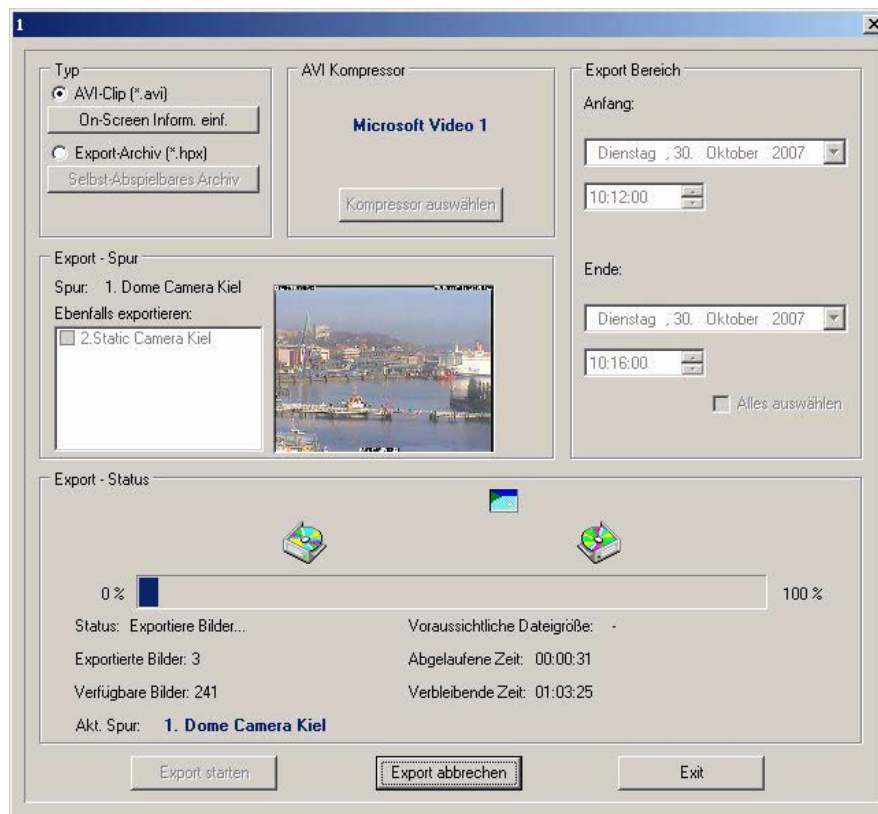 1
Typ
AVI-Clip (*.avi)
On-Screen Inform. einf.
Export-Archiv (*.hpx)
Selbst-Abspielbares Archiv
AVI Kompressor
Microsoft Video 1
Kompressor auswählen
Export Bereich
Anfang:
Dienstag , 30. Oktober 2007
10:12:00
Ende:
Dienstag , 30. Oktober 2007
10:16:00
Alles auswählen
Export - Spur
Spur: 1. Dome Camera Kiel
Ebenfalls exportieren:
2.Static Camera Kiel
Export - Status
0 %
100 %
Status: Exportiere Bilder...
Voraussichtliche Dateigröße: -
Exportierte Bilder: 3
Abgelaufene Zeit: 00:00:31
Verfügbare Bilder: 241
Verbleibende Zeit: 01:03:25
Akt. Spur: 1. Dome Camera Kiel
Export starten
Export abbrechen
Exit